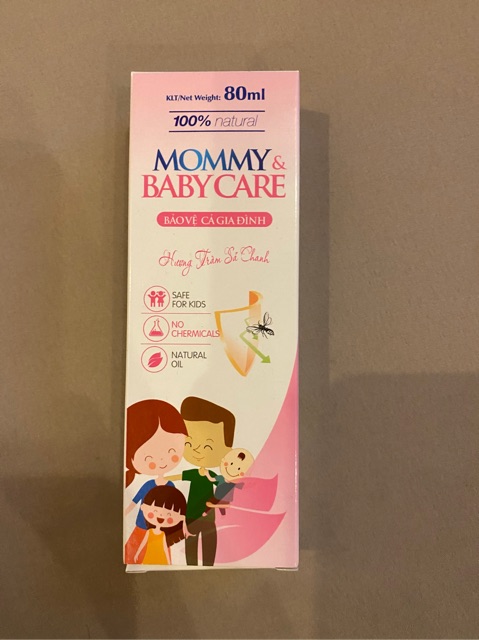 KLT/Net Weight: 80ml
100% natural
MOMMY &
BABY CARE
BẢO VỆ CẢ GIA ĐÌNH
Hương Tràm Sả Chanh
SAFE
FOR KIDS
NO
CHERMICALS
NATURAL
OIL